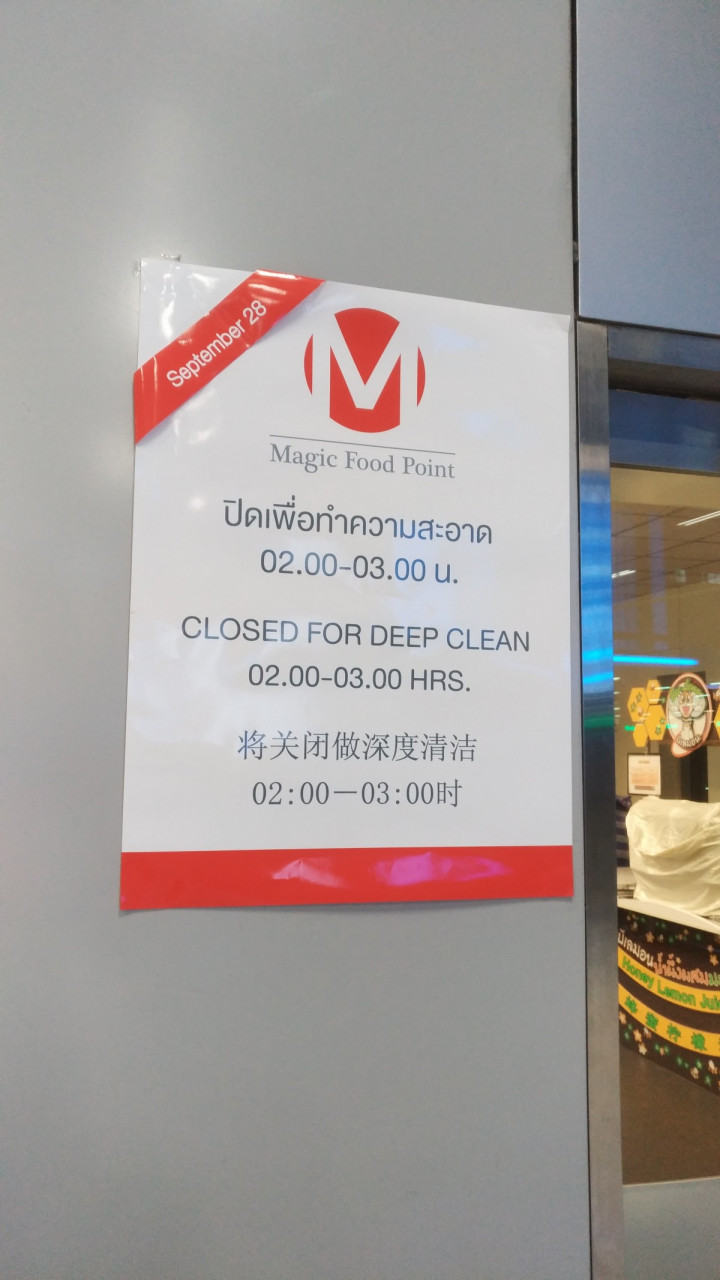 September 28
M
Magic Food Point
ปิดเพื่อทำความสะอาด
02.00-03.00 น.
CLOSED FOR DEEP CLEAN
02.00-03.00 HRS.
将关闭做深度清洁
02:00—03:00时
Honey Lemon